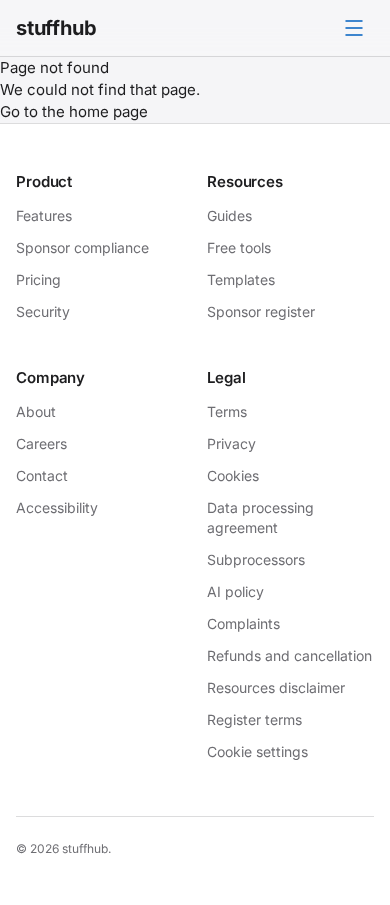 stuffhub
Page not found
We could not find that page.
Go to the home page
Product
Features
Sponsor compliance
Pricing
Security
Resources
Guides
Free tools
Templates
Sponsor register
Company
About
Careers
Contact
Accessibility
Legal
Terms
Privacy
Cookies
Data processing
agreement
Subprocessors
AI policy
Complaints
Refunds and cancellation
Resources disclaimer
Register terms
Cookie settings
© 2026 stuffhub.